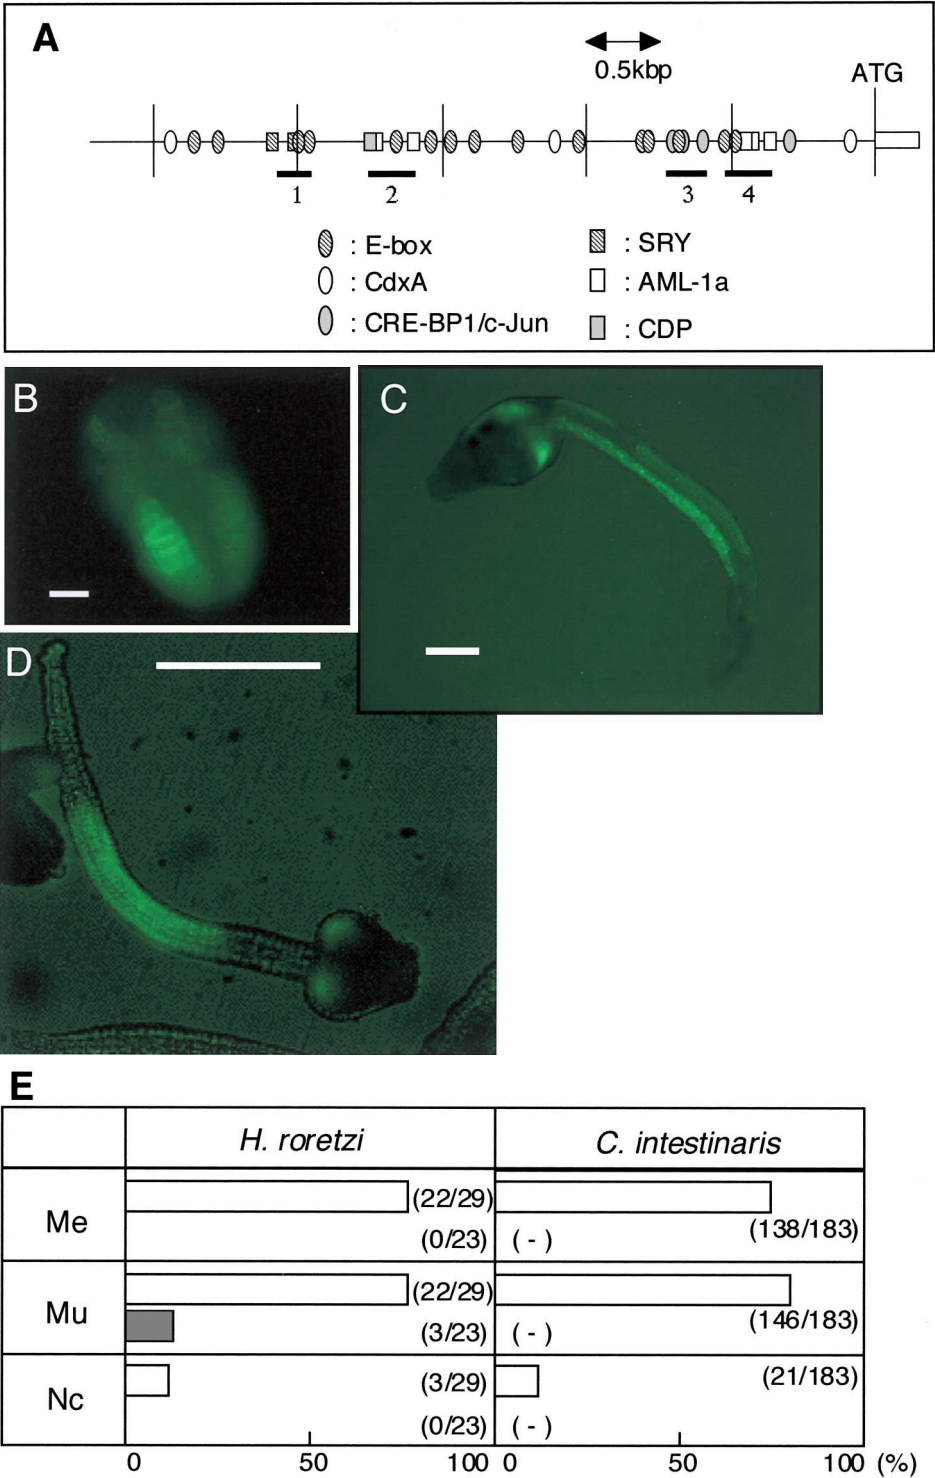 A
0.5kbp
ATG
1 2 3 4
: E-box : SRY
: CdxA : AML-1a
: CRE-BP1/c-Jun : CDP
B
C
D
E
H. roretzi C. intestinaris
Me (22/29) (138/183)
(0/23) ( - )
Mu (22/29) (146/183)
(3/23) ( - )
Nc (3/29) (21/183)
(0/23) ( - )
0 50 100 0 50 100 (%)